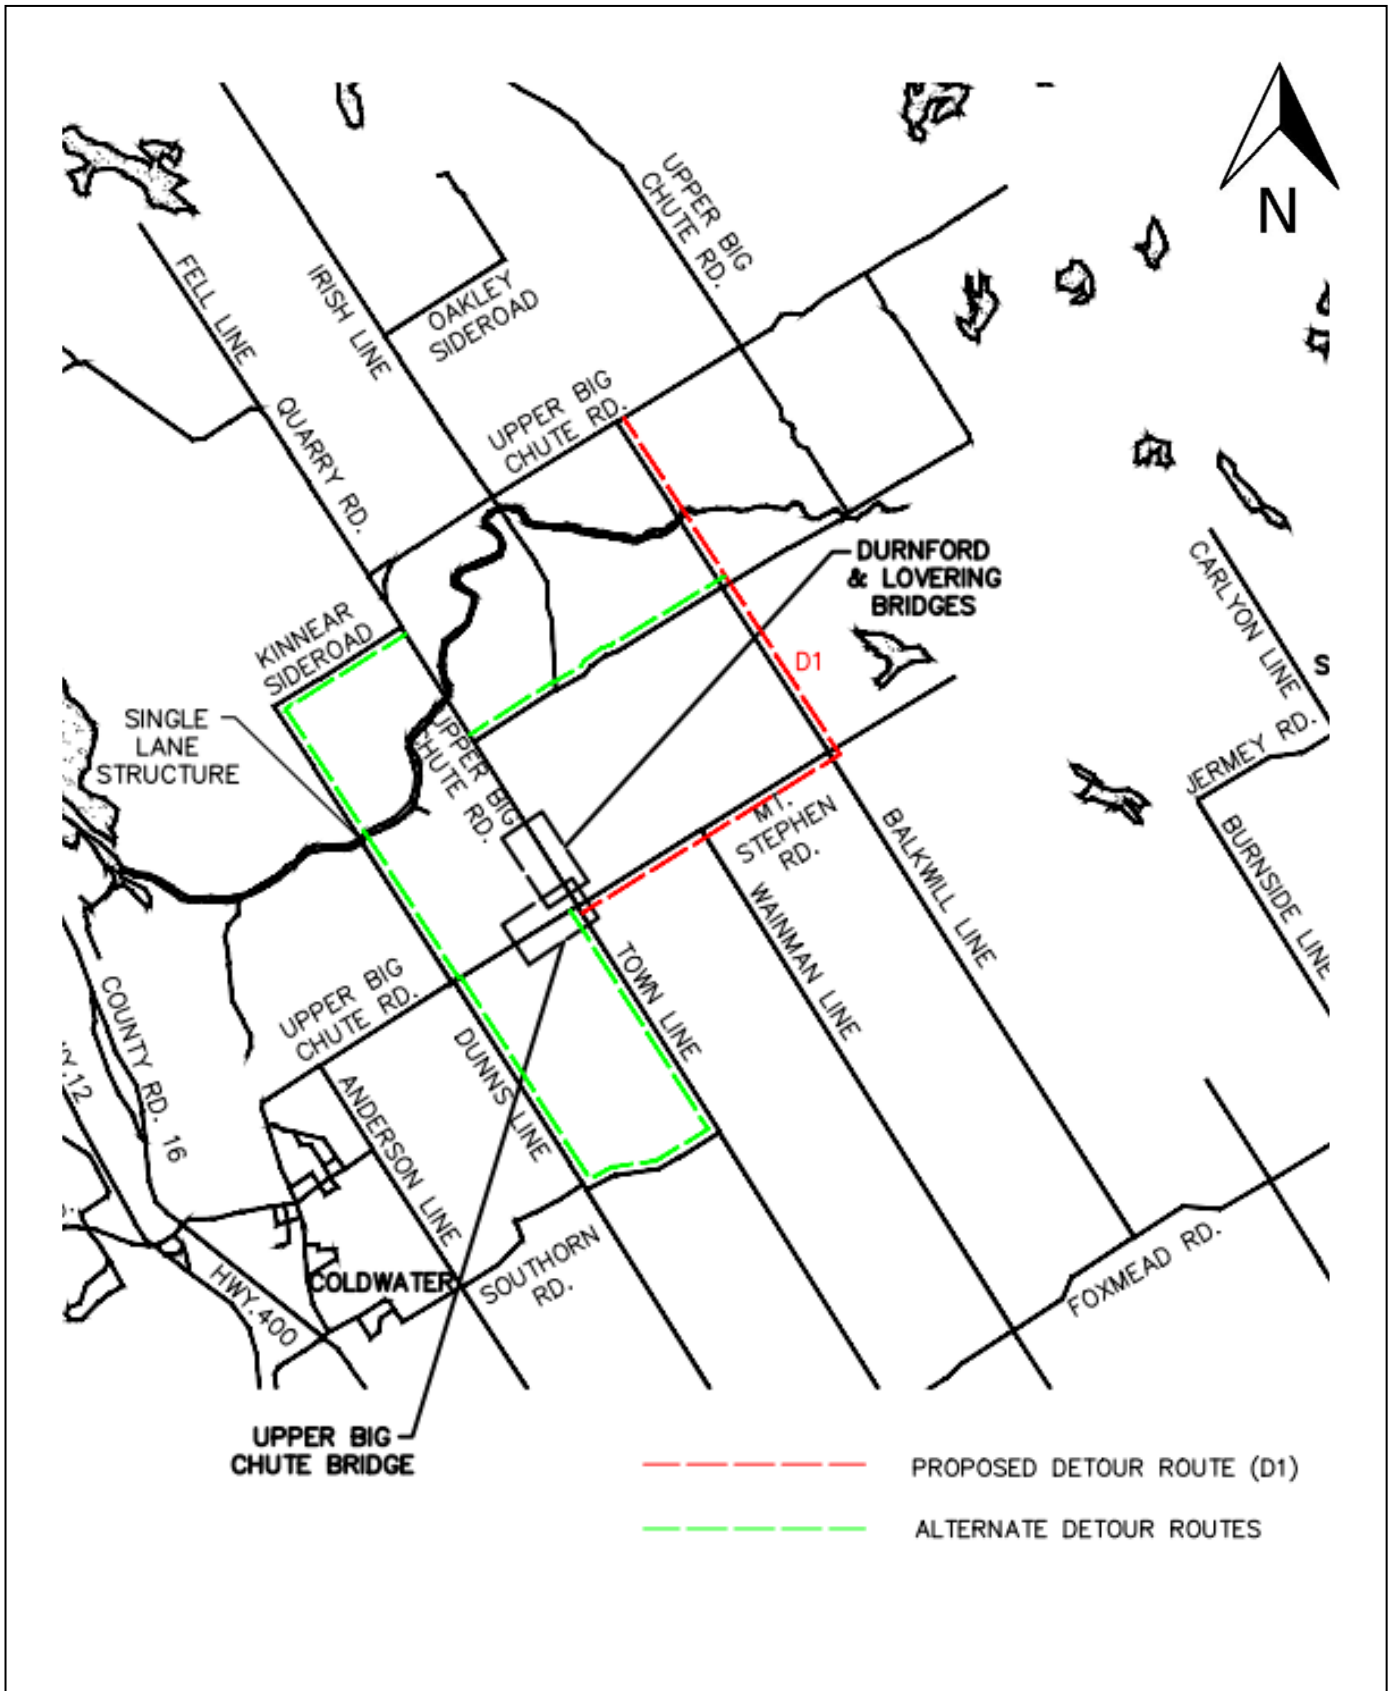 N
UPPER BIG
CHUTE RD.
FELL LINE
IRISH LINE
OAKLEY
SIDEROAD
QUARRY RD.
UPPER BIG
CHUTE RD.
DURNFORD
& LOVERING
BRIDGES
CARLYON LINE
KINNEAR
SIDEROAD
D1
S
SINGLE
LANE
STRUCTURE
UPPER BIG
CHUTE RD.
JERMEY RD.
MT.
STEPHEN
RD.
BALKWILL LINE
BURNSIDE LINE
WAINMAN LINE
TOWN LINE
UPPER BIG
CHUTE RD.
COUNTY RD. 16
Y.12
DUNNS LINE
ANDERSON LINE
SOUTHORN
RD.
FOXMEAD RD.
HWY.400
COLDWATER
UPPER BIG
CHUTE BRIDGE
PROPOSED DETOUR ROUTE (D1)
ALTERNATE DETOUR ROUTES